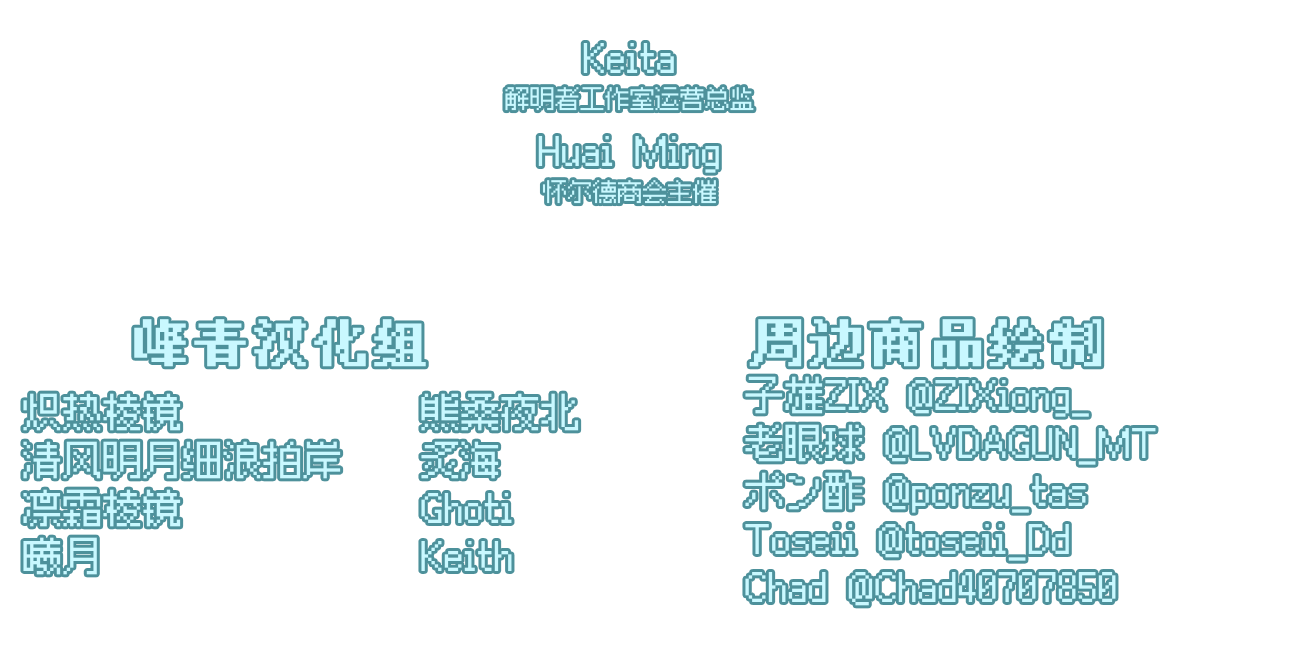 Keita
解明者工作室运营总监
Huai Ming
怀尔德商会主催
峰青汉化组
炽热棱镜
清风明月细浪拍岸
凛霜棱镜
曦月
熊桑夜北
海
Ghoti
Keith
周边商品绘制
子雄ZIX @ZIXiong_
老眼球 @LVDAGUN_MT
ポン酢 @ponzu_tas
Toseii @toseii_Dd
Chad @Chad40707850